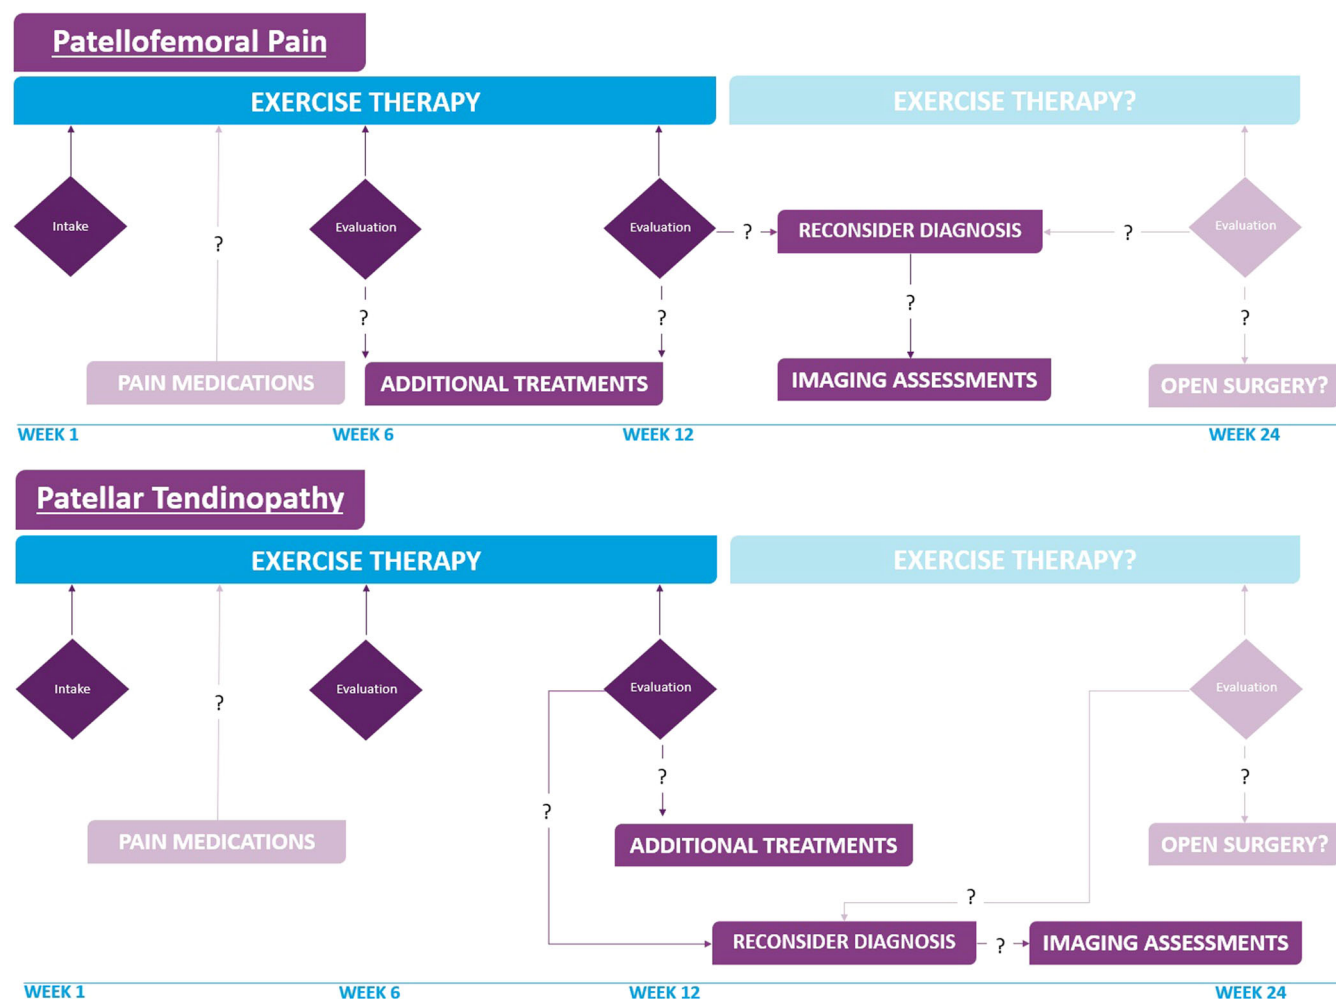 Patellofemoral Pain
EXERCISE THERAPY
EXERCISE THERAPY?
Intake
?
Evaluation
Evaluation
?
RECONSIDER DIAGNOSIS
?
Evaluation
?
?
?
?
PAIN MEDICATIONS
ADDITIONAL TREATMENTS
IMAGING ASSESSMENTS
OPEN SURGERY?
WEEK 1
WEEK 6
WEEK 12
WEEK 24
Patellar Tendinopathy
EXERCISE THERAPY
EXERCISE THERAPY?
Intake
?
Evaluation
Evaluation
Evaluation
?
?
?
PAIN MEDICATIONS
ADDITIONAL TREATMENTS
OPEN SURGERY?
?
RECONSIDER DIAGNOSIS
?
IMAGING ASSESSMENTS
WEEK 1
WEEK 6
WEEK 12
WEEK 24